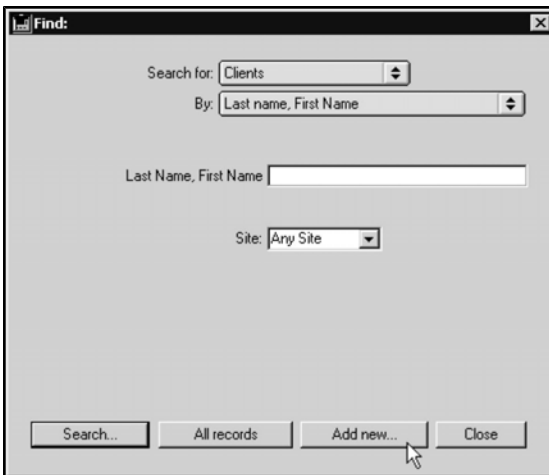 Find:
Search for: Clients
By: Last name, First Name
Last Name, First Name
Site: Any Site
Search... All records Add new... Close